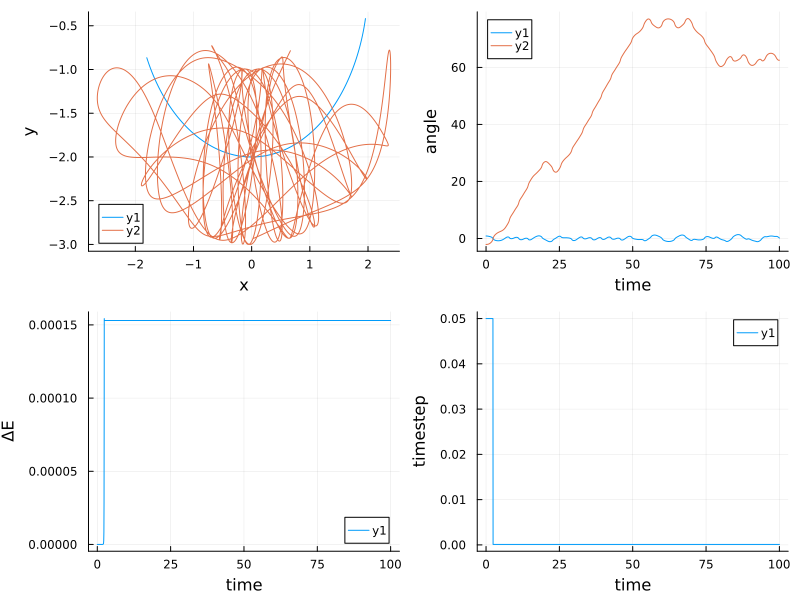 y
−0.5
−1.0
−1.5
−2.0
−2.5
−3.0
y1
y2
−2 −1 0 1 2
x
angle
60
40
20
0
y1
y2
0 25 50 75 100
time
ΔE
0.00015
0.00010
0.00005
0.00000
y1
0 25 50 75 100
time
timestep
0.05
0.04
0.03
0.02
0.01
0.00
y1
0 25 50 75 100
time